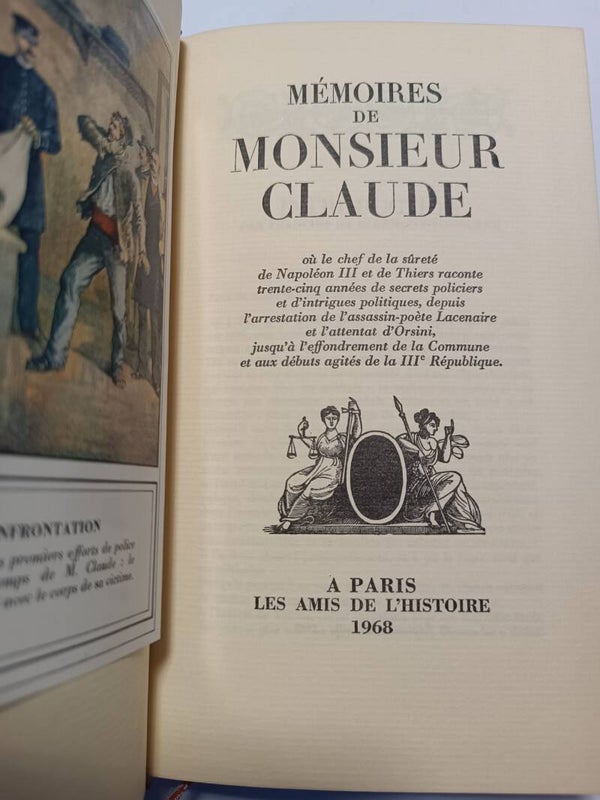 NFRONTATION
premiers efforts de police
de M. Claude : le
avec le corps de sa victime.
MÉMOIRES
DE
MONSIEUR
CLAUDE
où le chef de la sûreté
de Napoléon III et de Thiers raconte
trente-cinq années de secrets policiers
et d'intrigues politiques, depuis
l'arrestation de l'assassin-poète Lacenaire
et l'attentat d'Orsini,
jusqu'à l'effondrement de la Commune
et aux débuts agités de la IIIe République.
À PARIS
LES AMIS DE L'HISTOIRE
1968